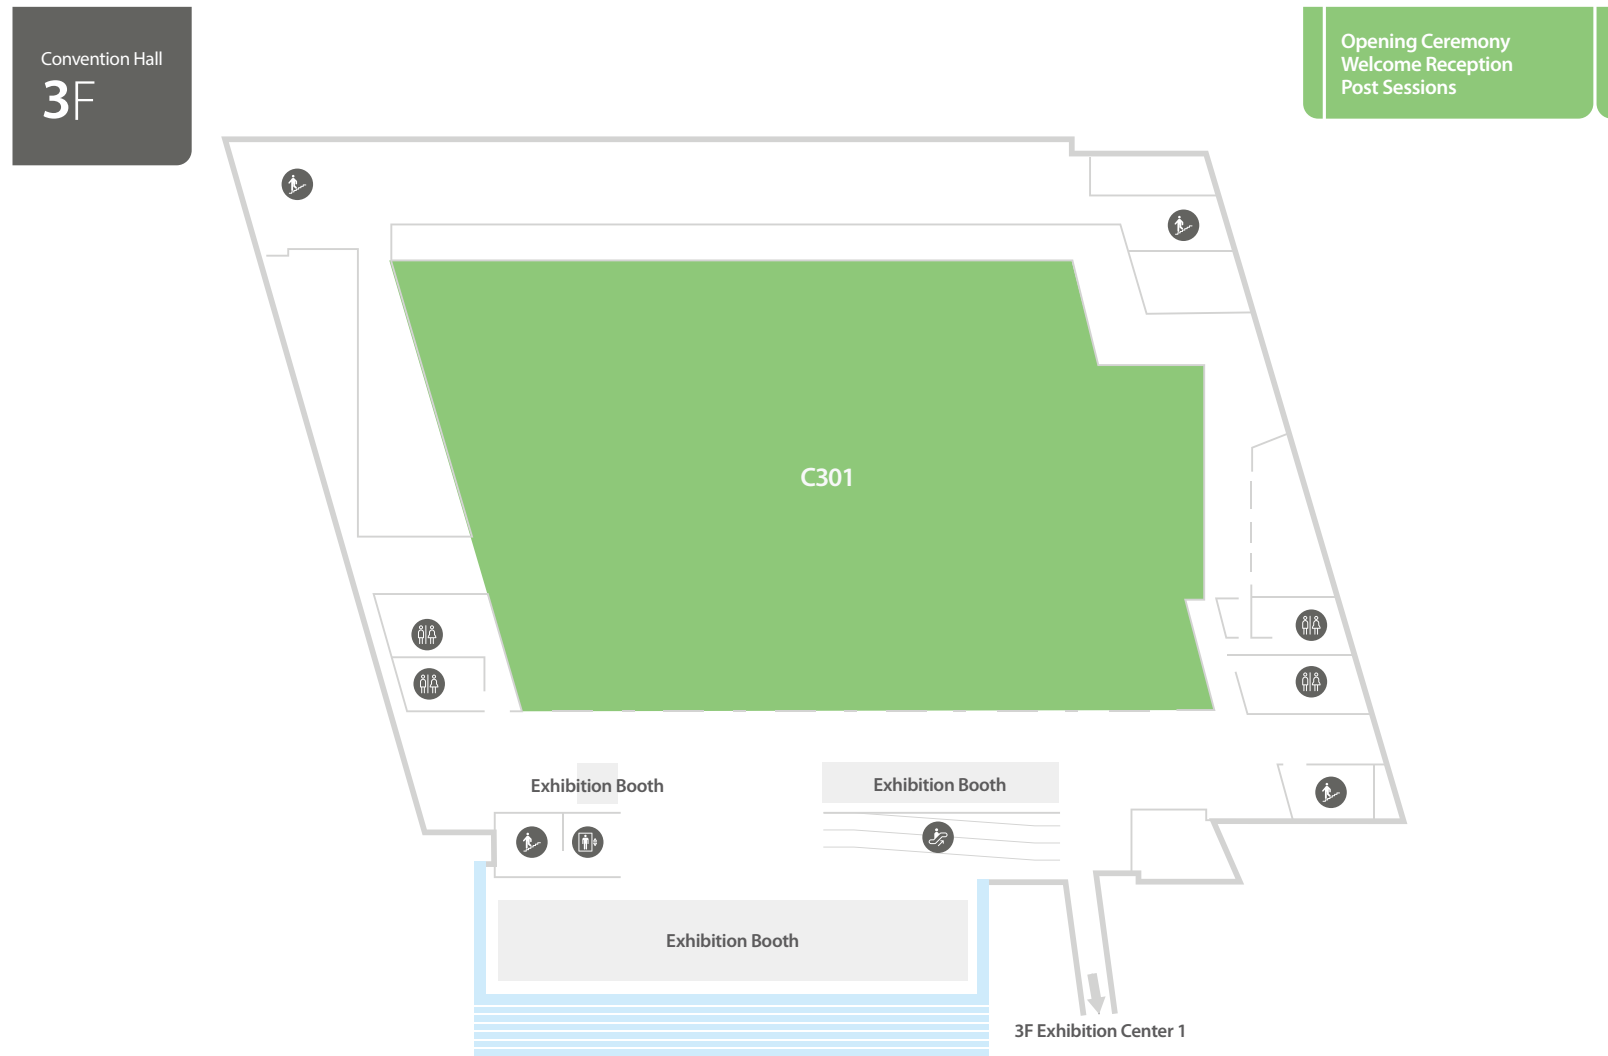 Convention Hall
3F
Opening Ceremony
Welcome Reception
Post Sessions
C301
Exhibition Booth
Exhibition Booth
Exhibition Booth
3F Exhibition Center 1